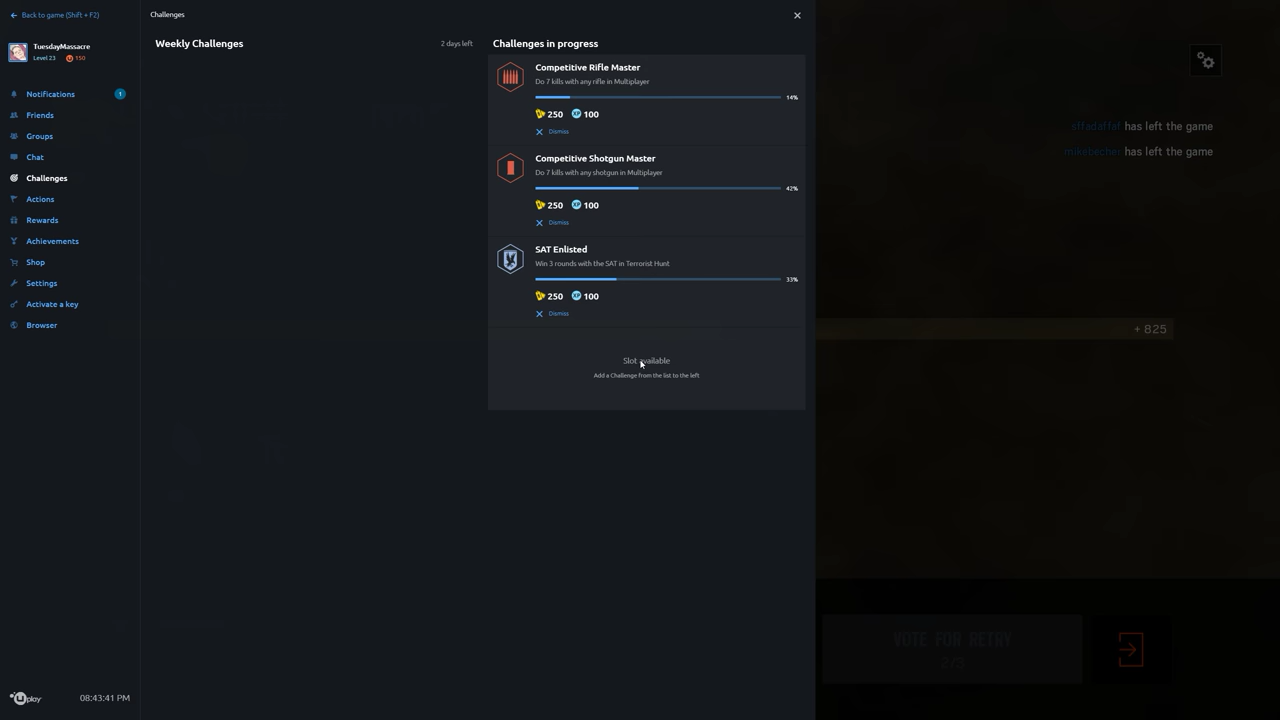 Back to game (Shift + F2)
TuesdayMassacre
Level 23 150
Notifications 1
Friends
Groups
Chat
Challenges
Actions
Rewards
Achievements
Shop
Settings
Activate a key
Browser
uplay 08:43:41 PM
Challenges
Weekly Challenges 2 days left
Challenges in progress
Competitive Rifle Master
Do 7 kills with any rifle in Multiplayer
14%
250 XP 100
Dismiss
Competitive Shotgun Master
Do 7 kills with any shotgun in Multiplayer
42%
250 XP 100
Dismiss
SAT Enlisted
Win 3 rounds with the SAT in Terrorist Hunt
33%
250 XP 100
Dismiss
Slot available
Add a Challenge from the list to the left
has left the game
mikebecher has left the game
+ 825
VOTE FOR RETRY